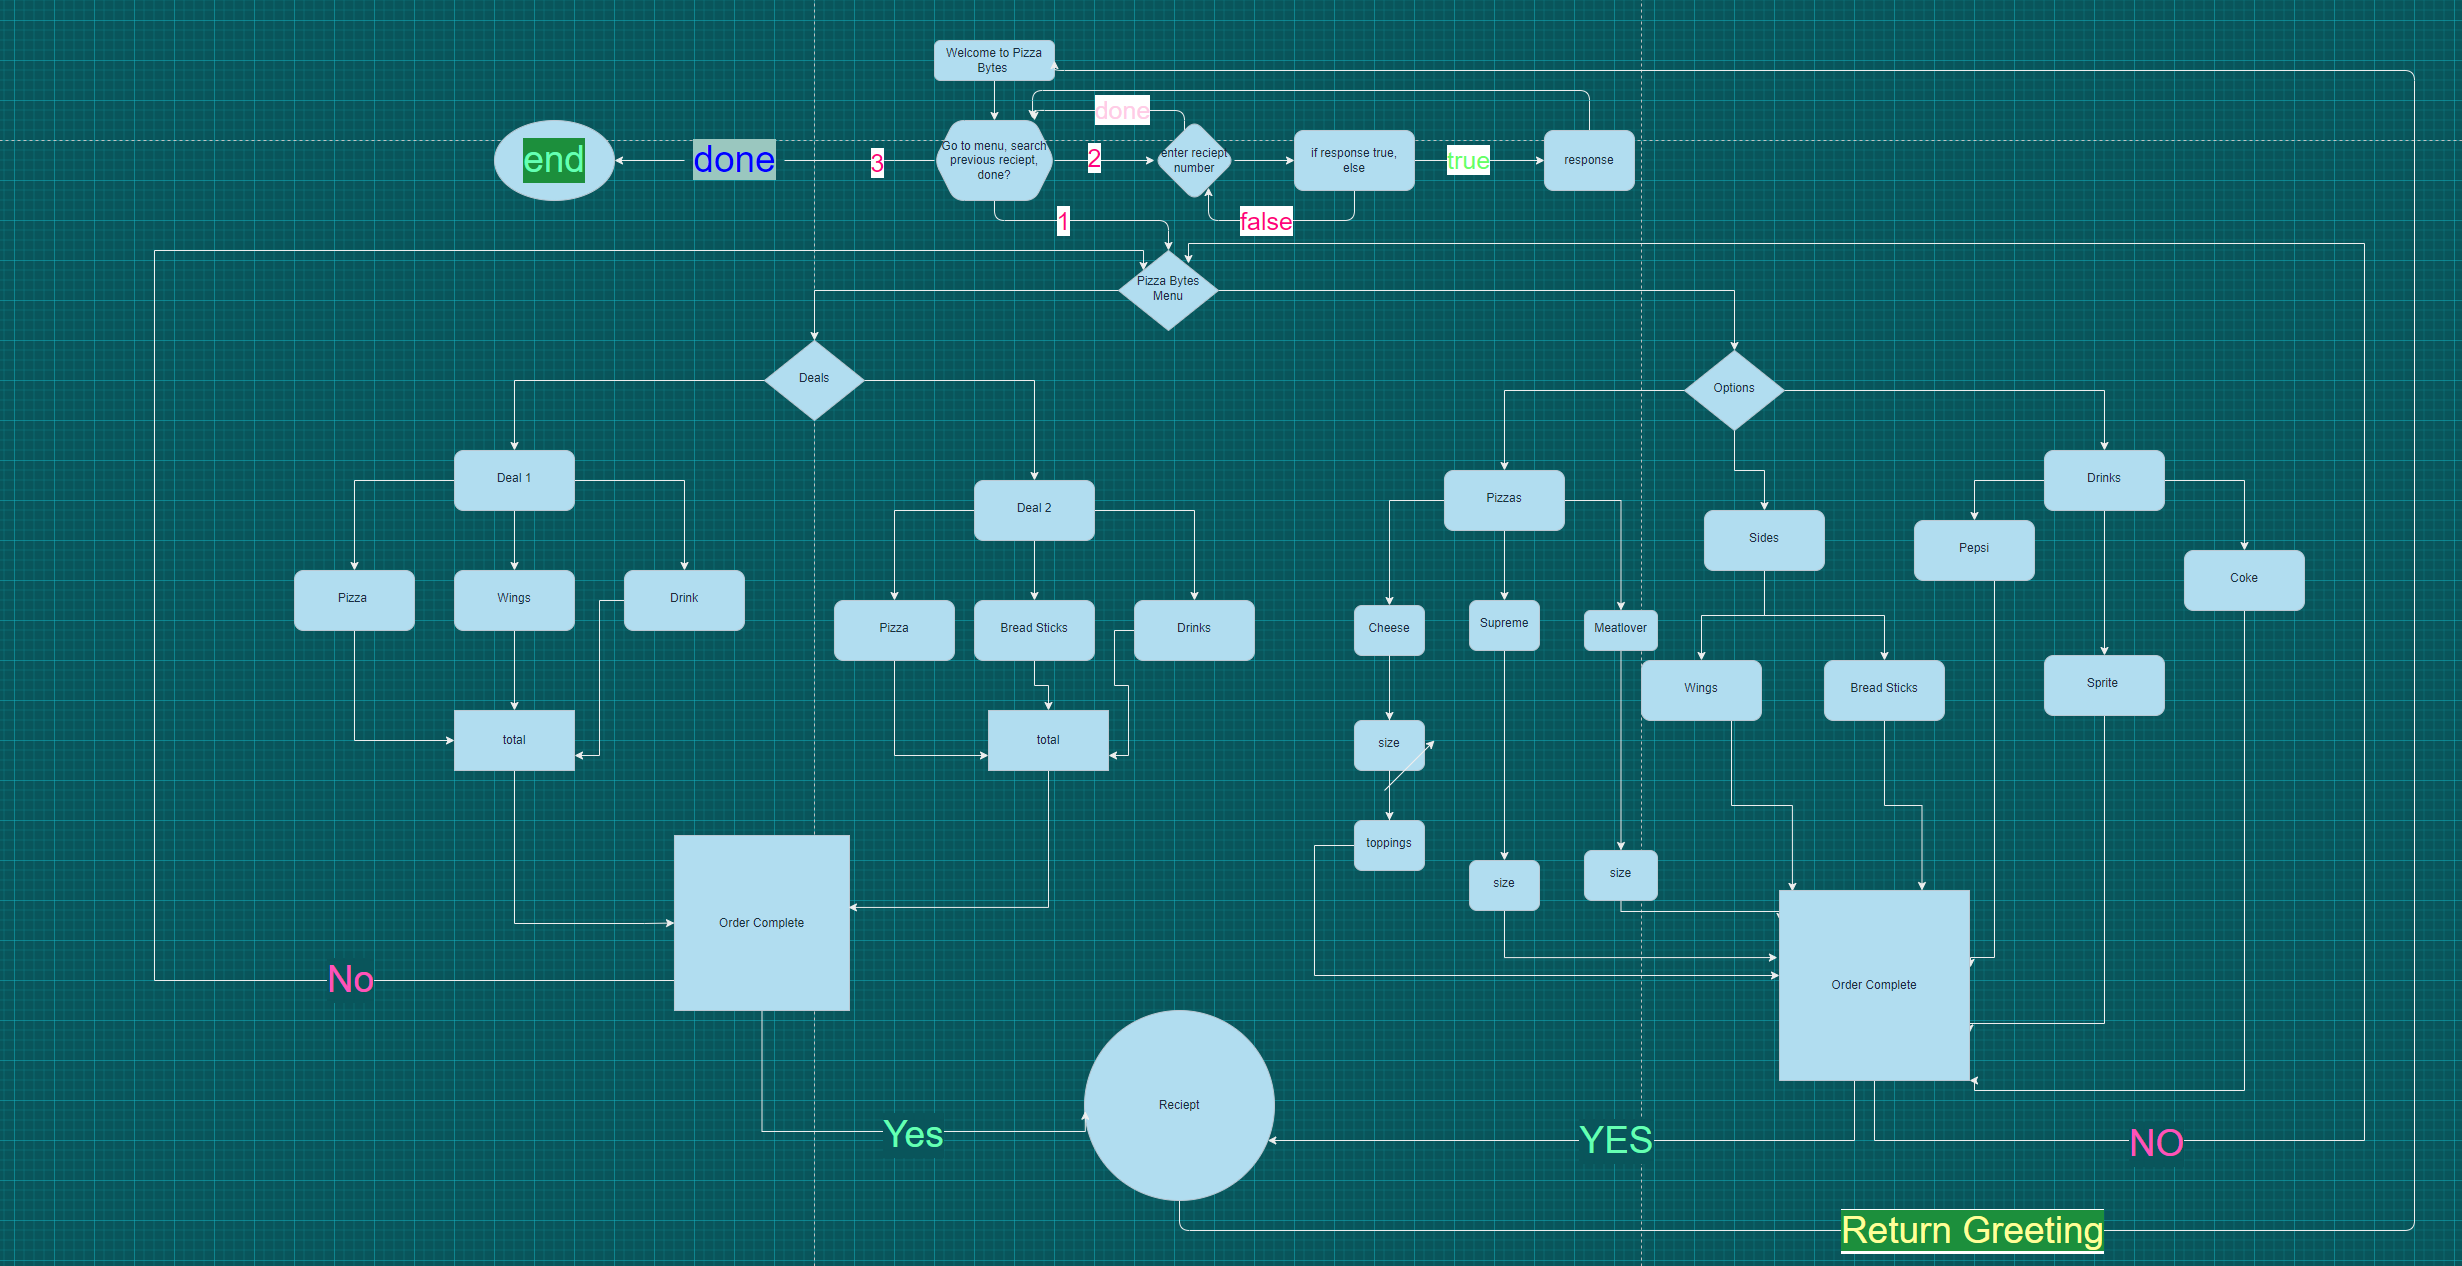 Welcome to Pizza
Bytes
done
end
done
3
Go to menu, search
previous reciept,
done?
2
enter reciept
number
if response true,
else
true
response
1
false
Pizza Bytes
Menu
Deals
Options
Deal 1
Deal 2
Pizzas
Sides
Drinks
Pepsi
Coke
Pizza
Wings
Drink
Pizza
Bread Sticks
Drinks
Cheese
Supreme
Meatlover
Wings
Bread Sticks
Sprite
total
total
size
toppings
size
size
Order Complete
Order Complete
No
Reciept
Yes
YES
NO
Return Greeting